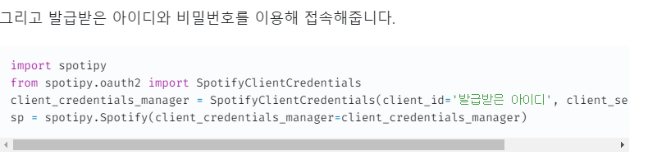 그리고 발급받은 아이디와 비밀번호를 이용해 접속해줍니다.
import spotipy
from spotipy.oauth2 import SpotifyClientCredentials
client_credentials_manager = SpotifyClientCredentials(client_id='발급받은 아이디', client_se
sp = spotipy.Spotify(client_credentials_manager=client_credentials_manager)